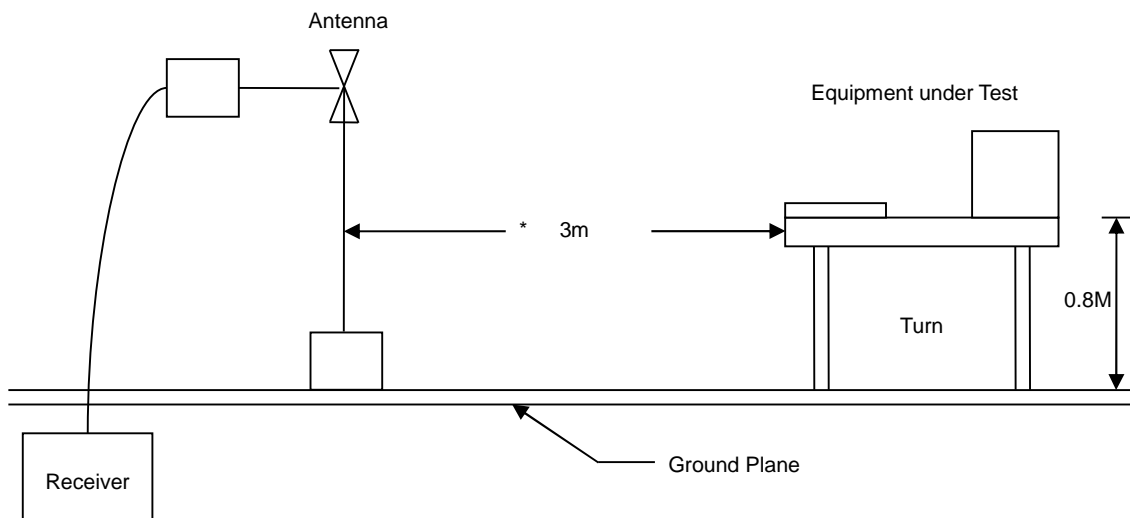 Antenna
Equipment under Test
* 3m
0.8M
Turn
Ground Plane
Receiver